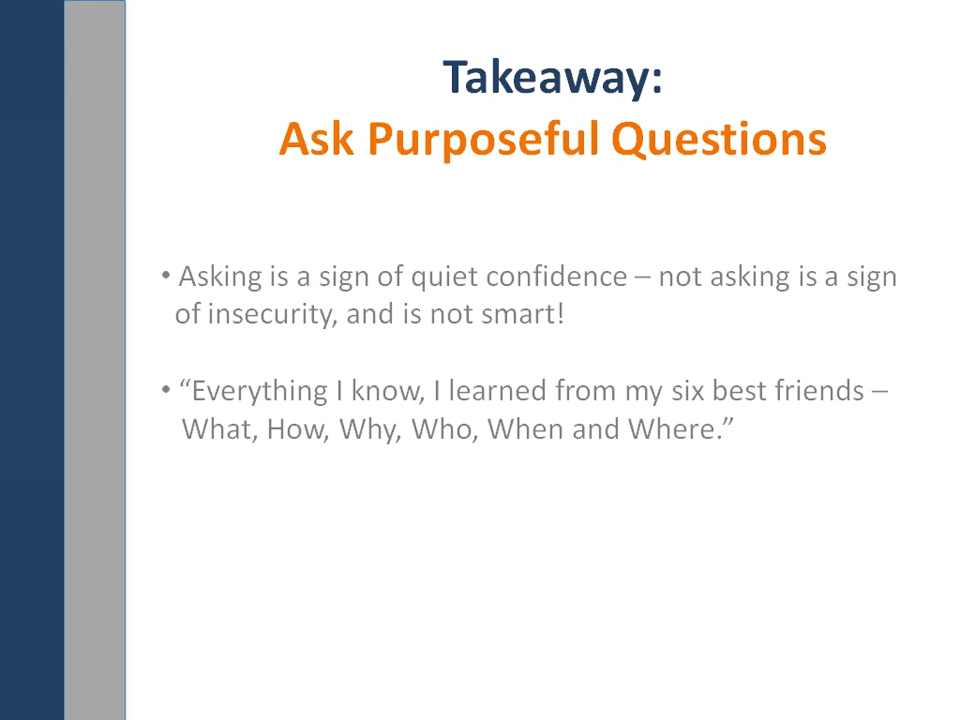 Takeaway:
Ask Purposeful Questions
• Asking is a sign of quiet confidence – not asking is a sign
of insecurity, and is not smart!
• “Everything I know, I learned from my six best friends –
What, How, Why, Who, When and Where.”